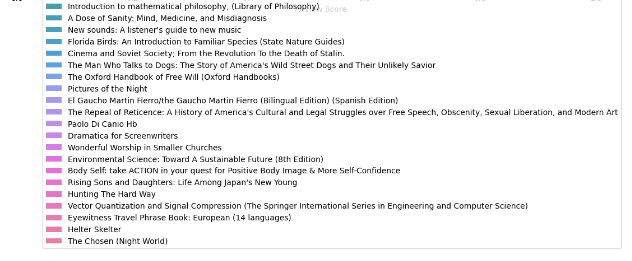 Score
Introduction to mathematical philosophy, (Library of Philosophy)
A Dose of Sanity: Mind, Medicine, and Misdiagnosis
New sounds: A listener's guide to new music
Florida Birds: An Introduction to Familiar Species (State Nature Guides)
Cinema and Soviet Society; From the Revolution To the Death of Stalin.
The Man Who Talks to Dogs: The Story of America's Wild Street Dogs and Their Unlikely Savior
The Oxford Handbook of Free Will (Oxford Handbooks)
Pictures of the Night
El Gaucho Martin Fierro/the Gaucho Martin Fierro (Bilingual Edition) (Spanish Edition)
The Repeal of Reticence: A History of America's Cultural and Legal Struggles over Free Speech, Obscenity, Sexual Liberation, and Modern Art
Paolo Di Canio Hb
Dramatica for Screenwriters
Wonderful Worship in Smaller Churches
Environmental Science: Toward A Sustainable Future (8th Edition)
Body Self: take ACTION in your quest for Positive Body Image & More Self-Confidence
Rising Sons and Daughters: Life Among Japan's New Young
Hunting The Hard Way
Vector Quantization and Signal Compression (The Springer International Series in Engineering and Computer Science)
Eyewitness Travel Phrase Book: European (14 languages)
Helter Skelter
The Chosen (Night World)